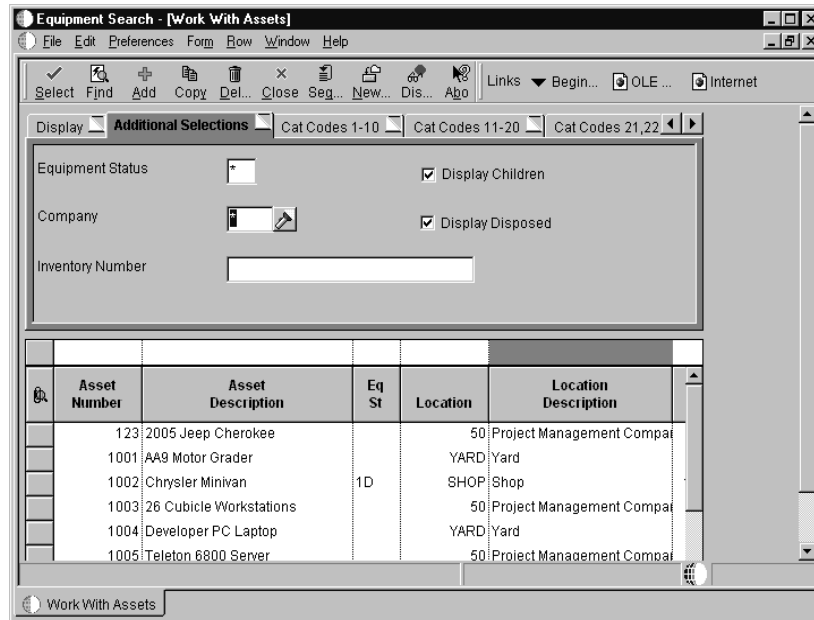 Equipment Search - [Work With Assets]
File Edit Preferences Form Row Window Help
Select Find Add Copy Del... Close Seq... New... Dis... Abo Links Begin... OLE ... Internet
Display Additional Selections Cat Codes 1-10 Cat Codes 11-20 Cat Codes 21,22
Equipment Status * Display Children
Company * Display Disposed
Inventory Number
Asset Number Asset Description Eq St Location Location Description
123 2005 Jeep Cherokee 50 Project Management Compai
1001 AA9 Motor Grader YARD Yard
1002 Chrysler Minivan 1D SHOP Shop
1003 26 Cubicle Workstations 50 Project Management Compai
1004 Developer PC Laptop YARD Yard
1005 Teleton 6800 Server 50 Project Management Compai
Work With Assets